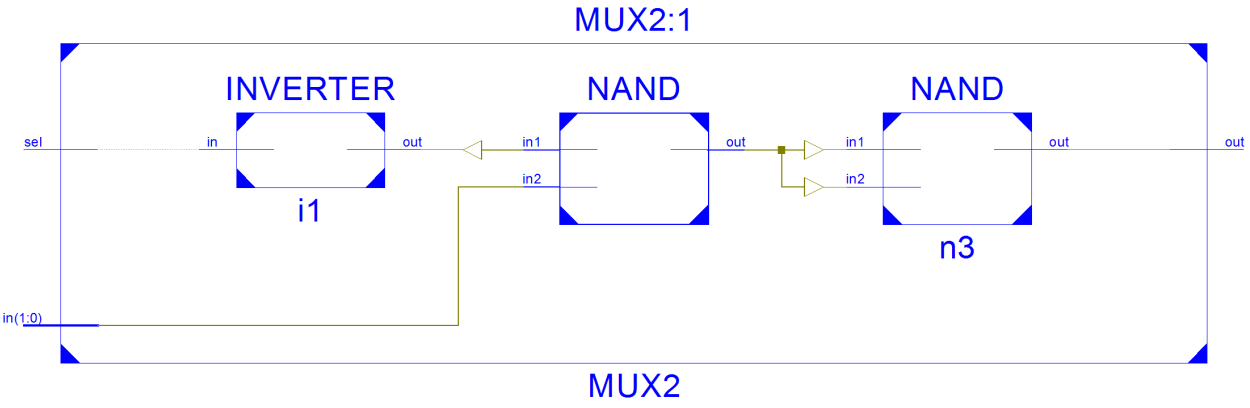 MUX2:1
INVERTER
NAND
NAND
sel
in
out
in1
out
in1
out
out
in2
in2
i1
n3
in(1:0)
MUX2